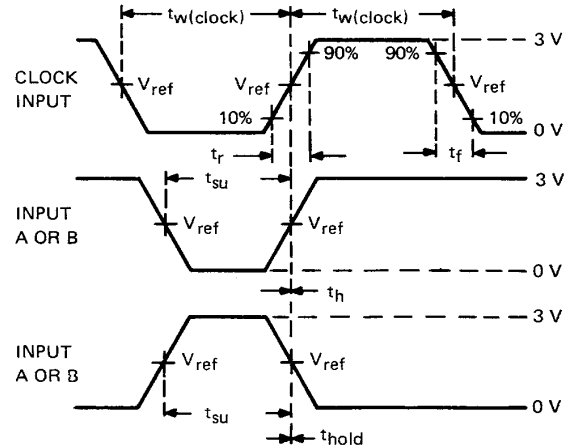 tw(clock) tw(clock)
3 V
90% 90%
CLOCK INPUT
Vref Vref Vref
10% 10%
0 V
tr tf
tsu
3 V
INPUT A OR B
Vref Vref
0 V
th
3 V
INPUT A OR B
Vref Vref
tsu
0 V
thold